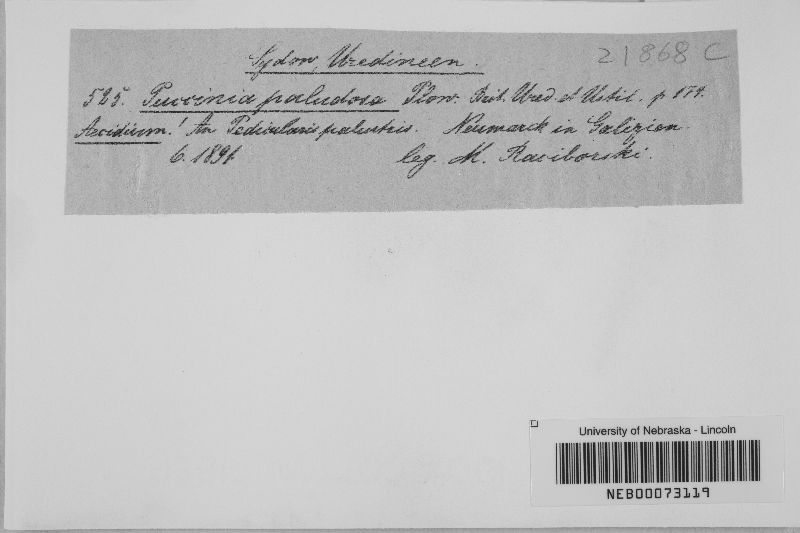 Sydow, Uredineen.
21868 C
525. Puccinia paludosa Plow. Brit. Ured. et Ustil. p 174.
Aecidium! An Pedicularis palustris. Neumarck in Galizien.
6. 1891 leg. M. Raciborski.
University of Nebraska - Lincoln
NEB00073119